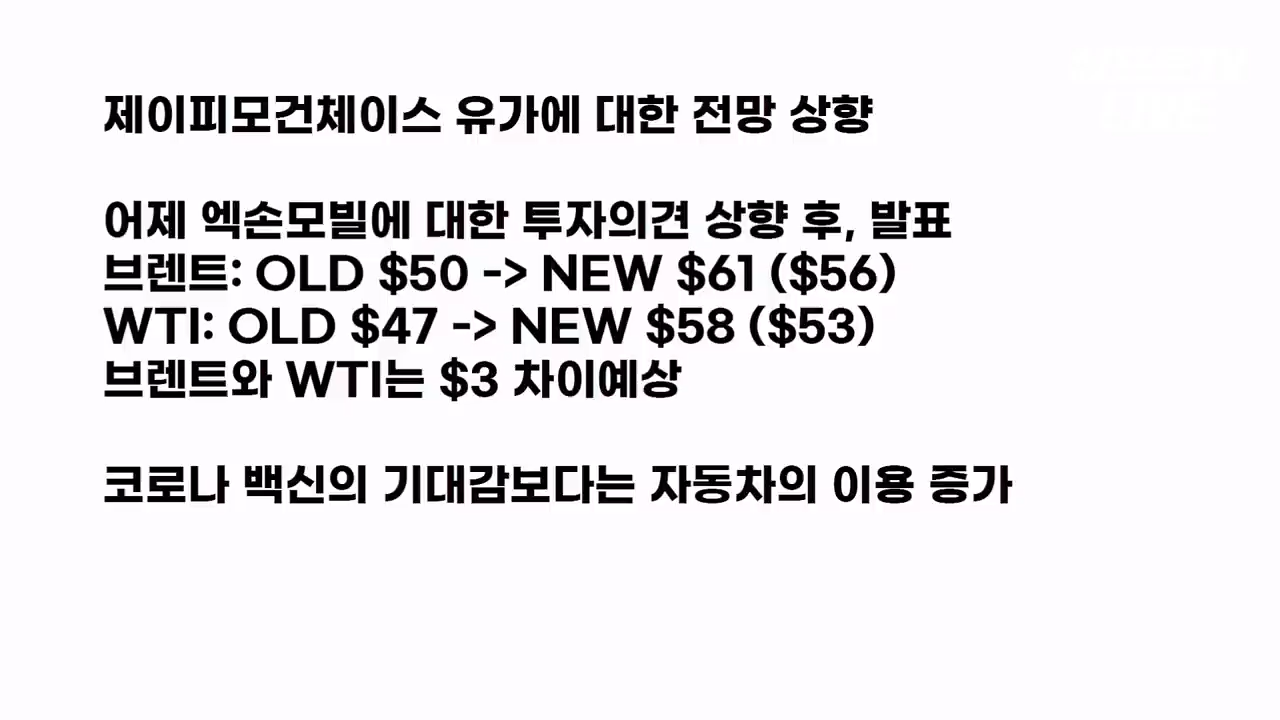 제이피모건체이스 유가에 대한 전망 상향
어제 엑손모빌에 대한 투자의견 상향 후, 발표
브렌트: OLD $50 -> NEW $61 ($56)
WTI: OLD $47 -> NEW $58 ($53)
브렌트와 WTI는 $3 차이예상
코로나 백신의 기대감보다는 자동차의 이용 증가